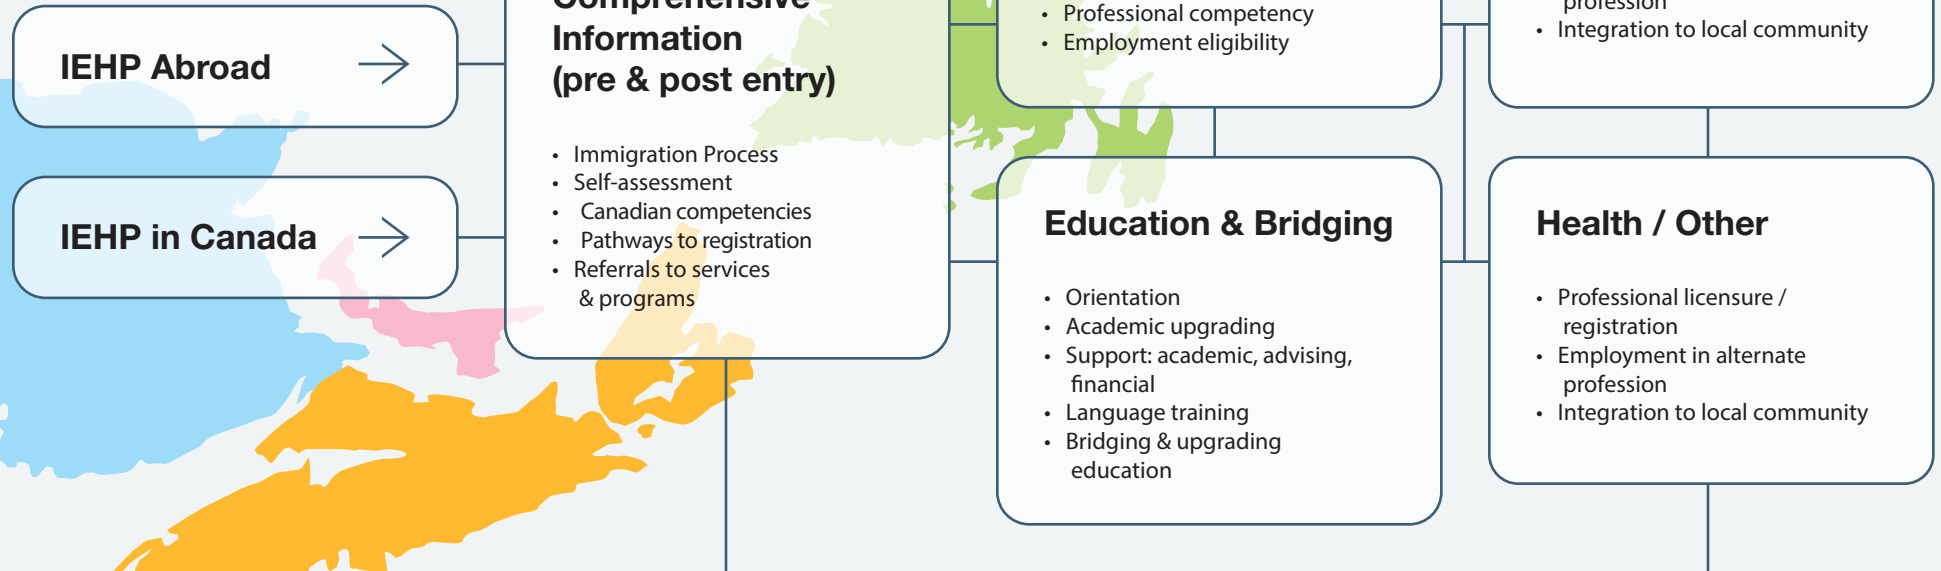 IEHP Abroad
IEHP in Canada
Comprehensive
Information
(pre & post entry)
• Immigration Process
• Self-assessment
• Canadian competencies
• Pathways to registration
• Referrals to services
& programs
• Professional competency
• Employment eligibility
Education & Bridging
• Orientation
• Academic upgrading
• Support: academic, advising,
financial
• Language training
• Bridging & upgrading
education
profession
• Integration to local community
Health / Other
• Professional licensure /
registration
• Employment in alternate
profession
• Integration to local community